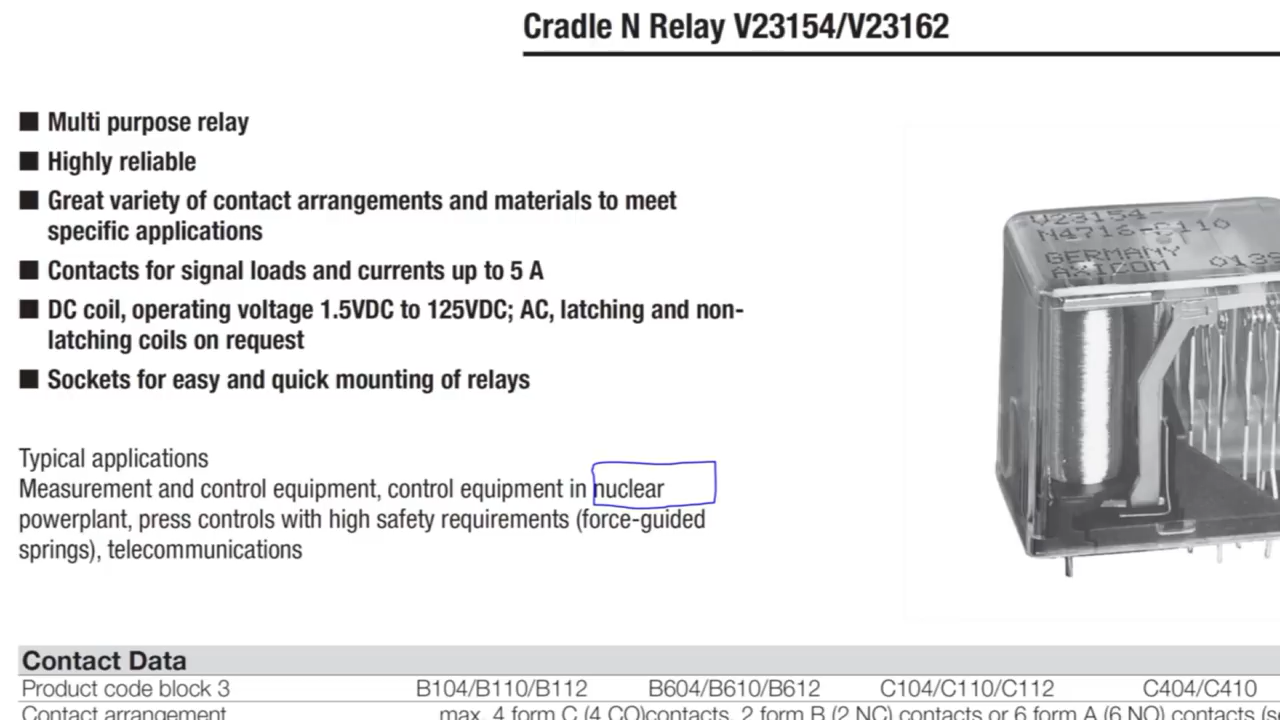 Cradle N Relay V23154/V23162
■ Multi purpose relay
■ Highly reliable
■ Great variety of contact arrangements and materials to meet
specific applications
■ Contacts for signal loads and currents up to 5 A
■ DC coil, operating voltage 1.5VDC to 125VDC; AC, latching and non-
latching coils on request
■ Sockets for easy and quick mounting of relays
Typical applications
Measurement and control equipment, control equipment in nuclear
powerplant, press controls with high safety requirements (force-guided
springs), telecommunications
V23154-
N4716-C110
GERMANY
AXICOM 0139
Contact Data
Product code block 3 B104/B110/B112 B604/B610/B612 C104/C110/C112 C404/C410
Contact arrangement max. 4 form C (4 CO)contacts, 2 form B (2 NC) contacts or 6 form A (6 NO) contacts (s